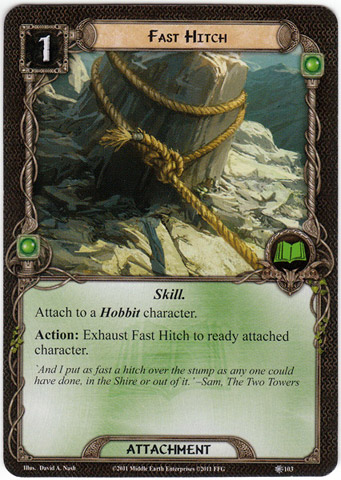 1
Fast Hitch
Skill.
Attach to a Hobbit character.
Action: Exhaust Fast Hitch to ready attached
character.
`And I put as fast a hitch over the stump as any one could
have done, in the Shire or out of it.´ –Sam, The Two Towers
Attachment
Illus. David A. Nash
©2011 Middle Earth Enterprises ©2011 FFG
103